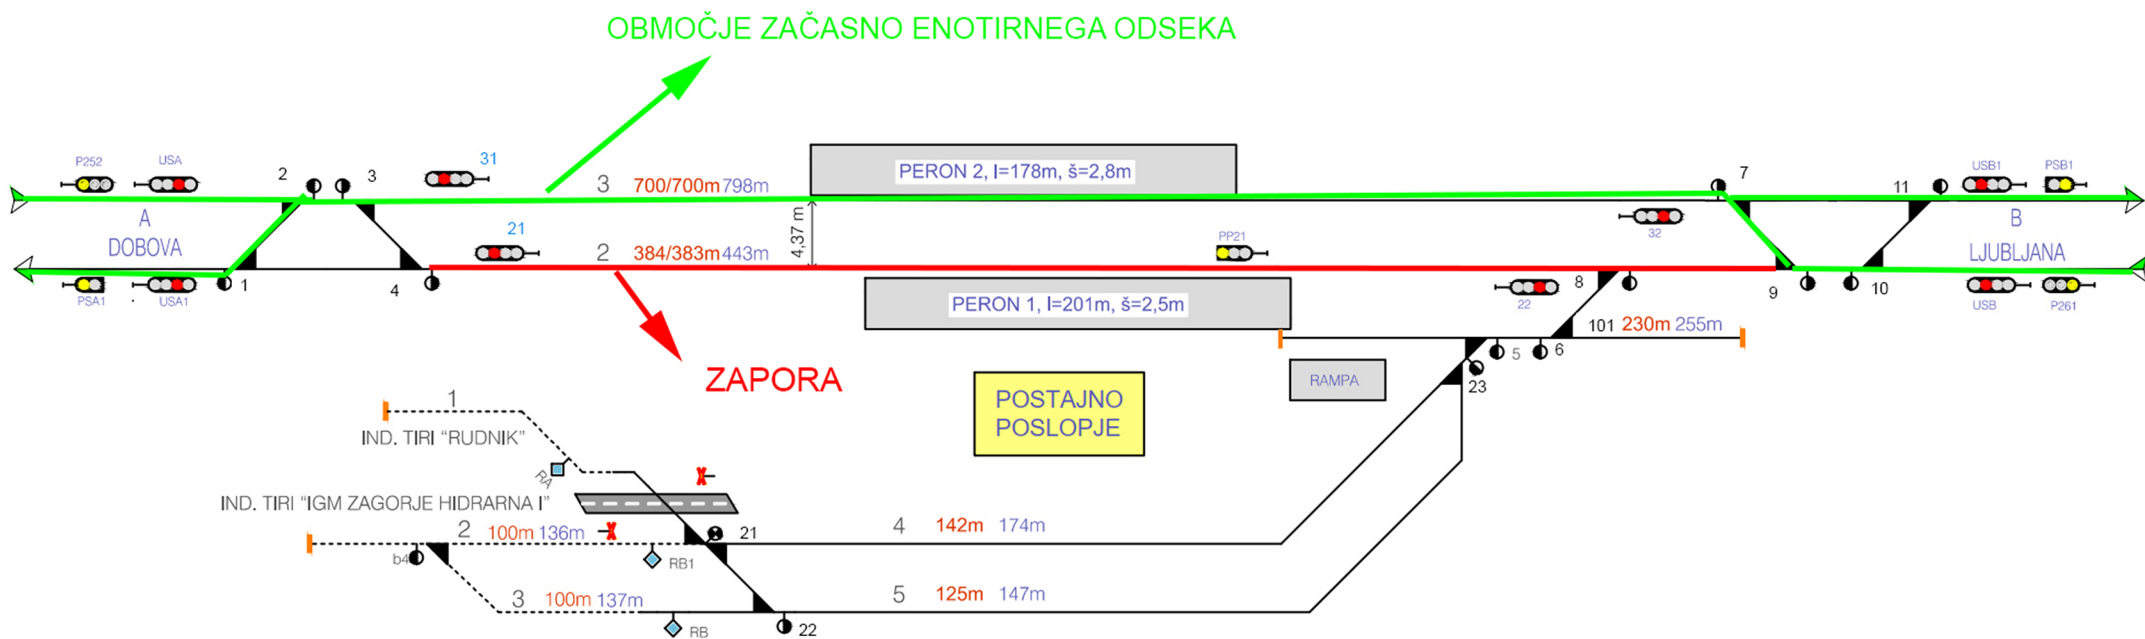 OBMOČJE ZAČASNO ENOTIRNEGA ODSEKA
P252
USA
2
3
31
3 700/700m 798m
PERON 2, l=178m, š=2,8m
7
11
USB1
PSB1
A
DOBOVA
4,37 m
32
B
LJUBLJANA
21
2 384/383m 443m
PP21
PSA1
USA1
1
4
PERON 1, l=201m, š=2,5m
22
8
9
10
USB
P261
101 230m 255m
5
6
23
ZAPORA
RAMPA
POSTAJNO
POSLOPJE
1
IND. TIRI "RUDNIK"
RA
IND. TIRI "IGM ZAGORJE HIDRARNA I"
2 100m 136m
21
4 142m 174m
b4
RB1
3 100m 137m
5 125m 147m
RB
22